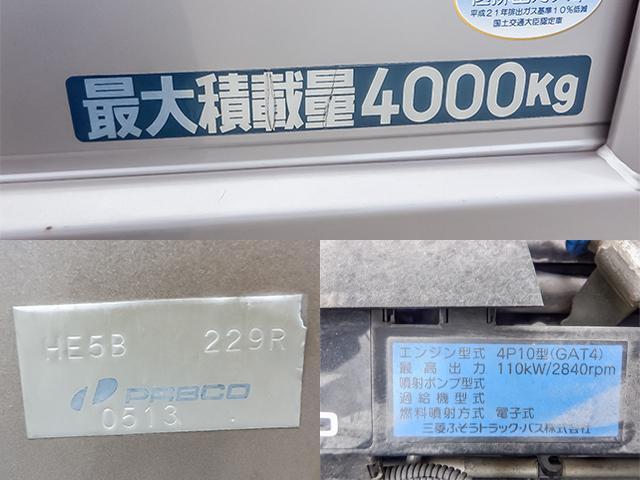 平成21年排出ガス基準10%低減
国土交通大臣認定車
最大積載量4000Kg
HE5B 229R
PABCO
0513
エンジン型式 4P10型(GAT4)
最高出力 110kW/2840rpm
噴射ポンプ型式
過給機型式
燃料噴射方式 電子式
三菱ふそうトラック・バス株式会社